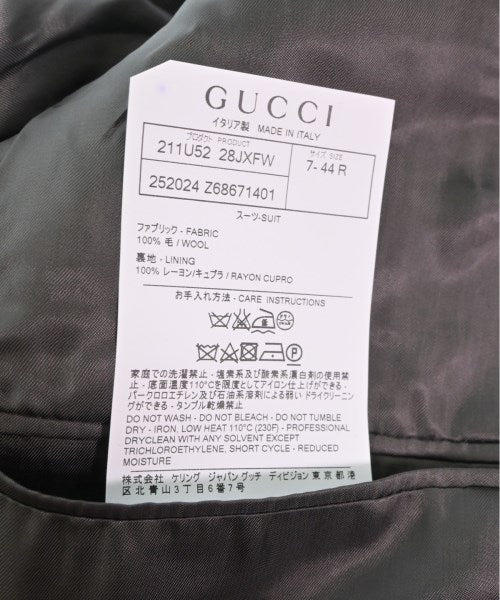 GUCCI
イタリア製 MADE IN ITALY
プロダクト PRODUCT
211U52 28JXFW
252024 Z68671401
サイズ SIZE
7- 44 R
スーツ-SUIT
ファブリック - FABRIC
100% 毛 / WOOL
裏地 - LINING
100% レーヨン/キュプラ / RAYON CUPRO
お手入れ方法 - CARE INSTRUCTIONS
家庭での洗濯禁止 - 塩素系及び酸素系漂白剤の使用禁
止 - 底面温度110°Cを限度としてアイロン仕上げができる -
パークロロエチレン及び石油系溶剤による弱い ドライクリーニン
グができる - タンブル乾燥禁止
DO NOT WASH - DO NOT BLEACH - DO NOT TUMBLE
DRY - IRON, LOW HEAT 110°C (230F) - PROFESSIONAL
DRYCLEAN WITH ANY SOLVENT EXCEPT
TRICHLOROETHYLENE, SHORT CYCLE - REDUCED
MOISTURE
株式会社 ケリング ジャパン グッチ ディビジョン 東京都 港
区北青山3丁目6番7号